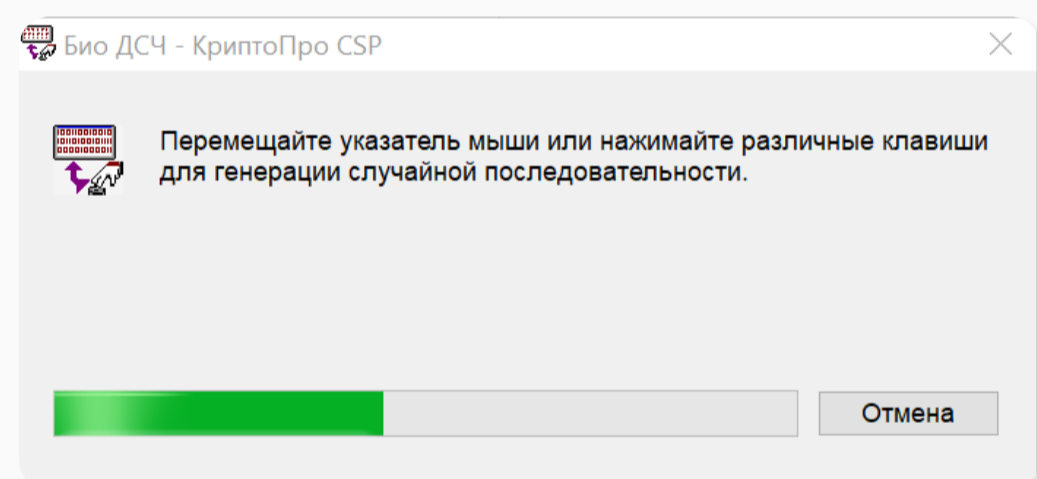 Био ДСЧ - КриптоПро CSP
Перемещайте указатель мыши или нажимайте различные клавиши
для генерации случайной последовательности.
Отмена